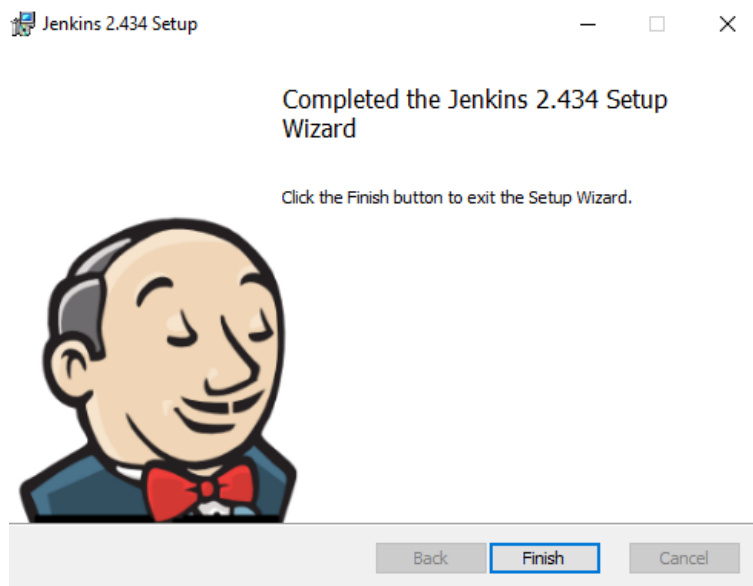 Jenkins 2.434 Setup
Completed the Jenkins 2.434 Setup
Wizard
Click the Finish button to exit the Setup Wizard.
Back
Finish
Cancel